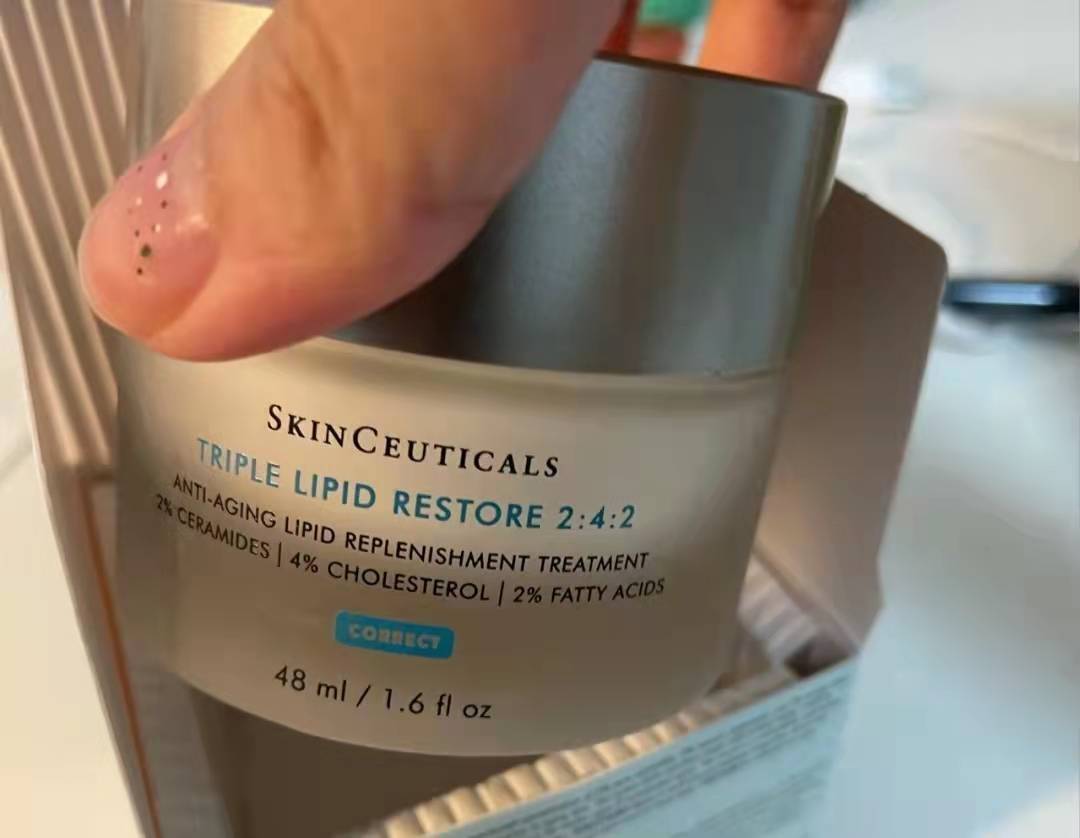 SKINCEUTICALS
TRIPLE LIPID RESTORE 2:4:2
ANTI-AGING LIPID REPLENISHMENT TREATMENT
2% CERAMIDES | 4% CHOLESTEROL | 2% FATTY ACIDS
CORRECT
48 ml / 1.6 fl oz